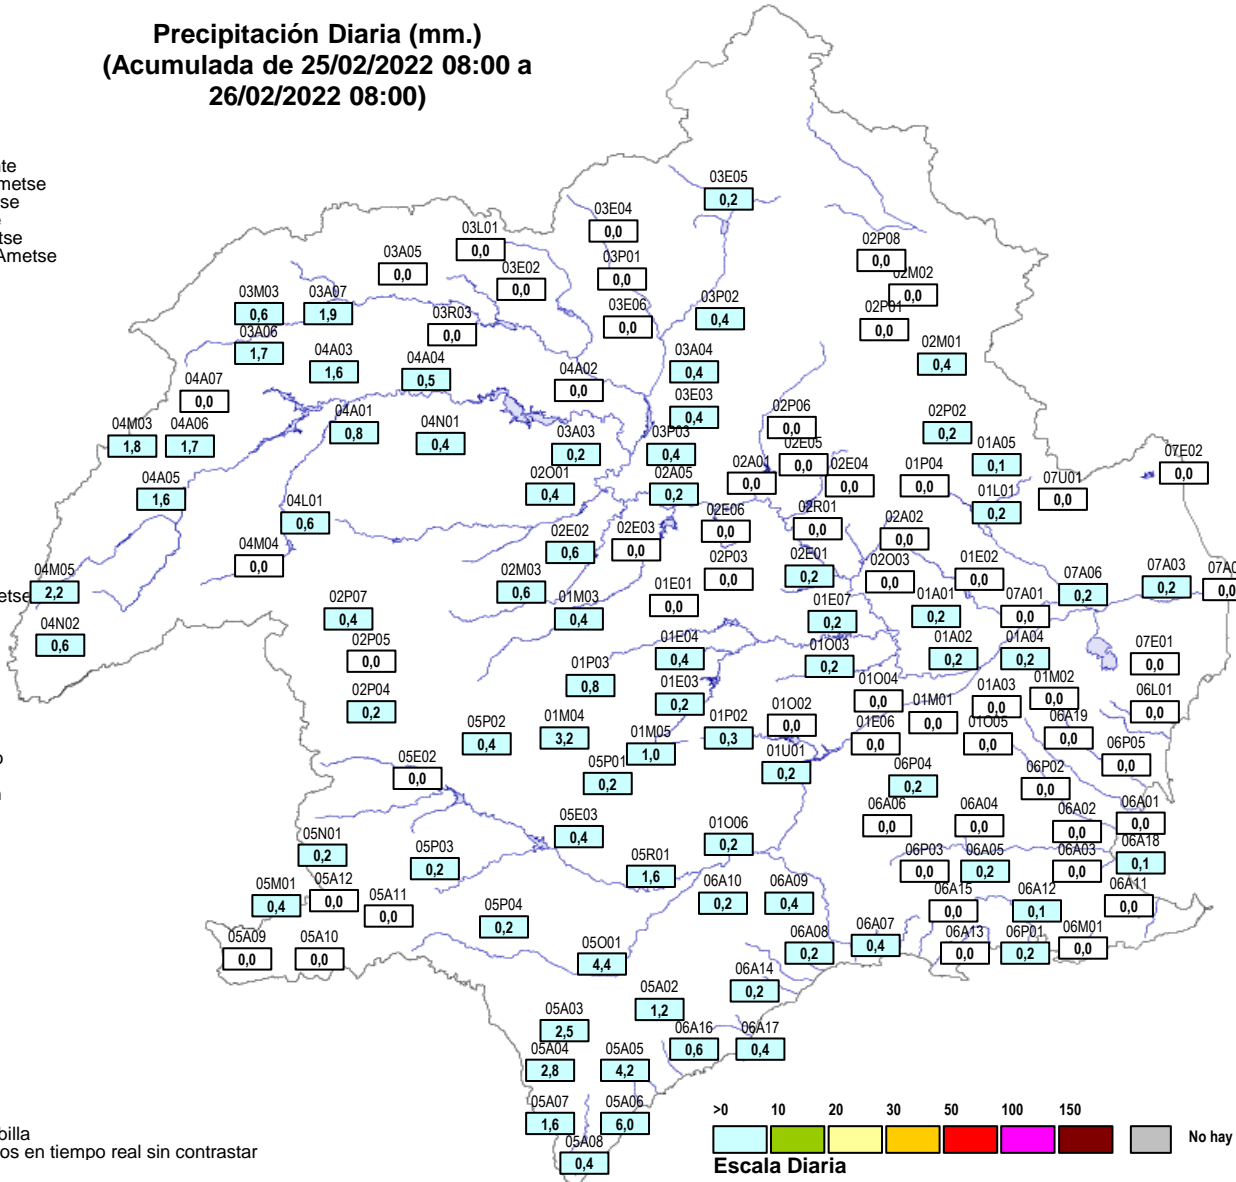 Precipitación Diaria (mm.)
(Acumulada de 25/02/2022 08:00 a
26/02/2022 08:00)
nte
metse
se
tse
Ametse
03E05
0,2
03E04
0,0
03L01
0,0
03A05
0,0
03E02
0,0
03P01
0,0
02P08
0,0
02M02
0,0
03M03
0,6
03A07
1,9
03R03
0,0
03E06
0,0
03P02
0,4
02P01
0,0
03A06
1,7
04A03
1,6
04A04
0,5
04A02
0,0
03A04
0,4
02M01
0,4
04A07
0,0
03E03
0,4
04A01
0,8
04N01
0,4
02P06
0,0
02P02
0,2
04M03
1,8
04A06
1,7
03A03
0,2
03P03
0,4
02E05
0,0
01A05
0,1
07E02
0,0
04A05
1,6
02O01
0,4
02A05
0,2
02A01
0,0
02E04
0,0
01P04
0,0
07U01
0,0
04L01
0,6
01L01
0,2
02E06
0,0
02R01
0,0
02A02
0,0
04M04
0,0
02E02
0,6
02E03
0,0
04M05
2,2
etse
02M03
0,6
02P03
0,0
02E01
0,2
02O03
0,0
01E02
0,0
07A06
0,2
07A03
0,2
07A0
0,0
02P07
0,4
01M03
0,4
01E01
0,0
01E07
0,2
01A01
0,2
07A01
0,0
04N02
0,6
02P05
0,0
01E04
0,4
01O03
0,2
01A02
0,2
01A04
0,2
07E01
0,0
02P04
0,2
01P03
0,8
01E03
0,2
01O04
0,0
01A03
0,0
01M02
0,0
06L01
0,0
05P02
0,4
01M04
3,2
01M05
1,0
01P02
0,3
01O02
0,0
01E06
0,0
01M01
0,0
01O05
0,0
06A19
0,0
05E02
0,0
05P01
0,2
01U01
0,2
06P04
0,2
06P02
0,0
06P05
0,0
05E03
0,4
01O06
0,2
06A06
0,0
06A04
0,0
06A02
0,0
06A01
0,0
05N01
0,2
05P03
0,2
05R01
1,6
06P03
0,0
06A05
0,2
06A03
0,0
06A18
0,1
05M01
0,4
05A12
0,0
05A11
0,0
06A10
0,2
06A09
0,4
06A15
0,0
06A12
0,1
06A11
0,0
05P04
0,2
05A09
0,0
05A10
0,0
05O01
4,4
06A08
0,2
06A07
0,4
06A13
0,0
06P01
0,2
06M01
0,0
05A02
1,2
06A14
0,2
05A03
2,5
06A16
0,6
06A17
0,4
05A04
2,8
05A05
4,2
05A07
1,6
05A06
6,0
05A08
0,4
billa
os en tiempo real sin contrastar
>0 10 20 30 50 100 150
No hay
Escala Diaria